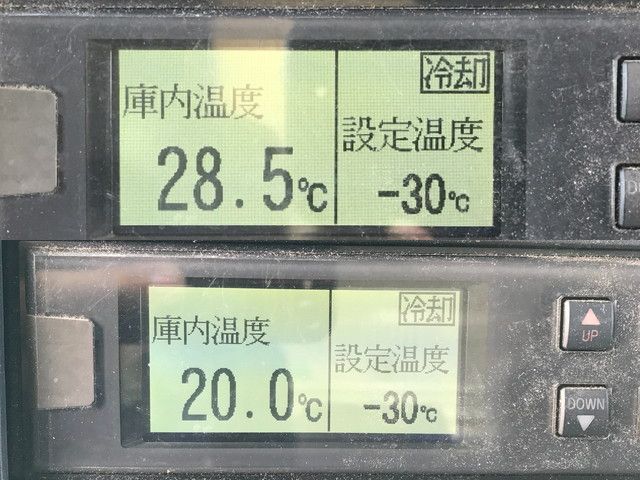 冷却
庫内温度
設定温度
28.5℃
-30℃
冷却
庫内温度
設定温度
20.0℃
-30℃
UP
DOWN